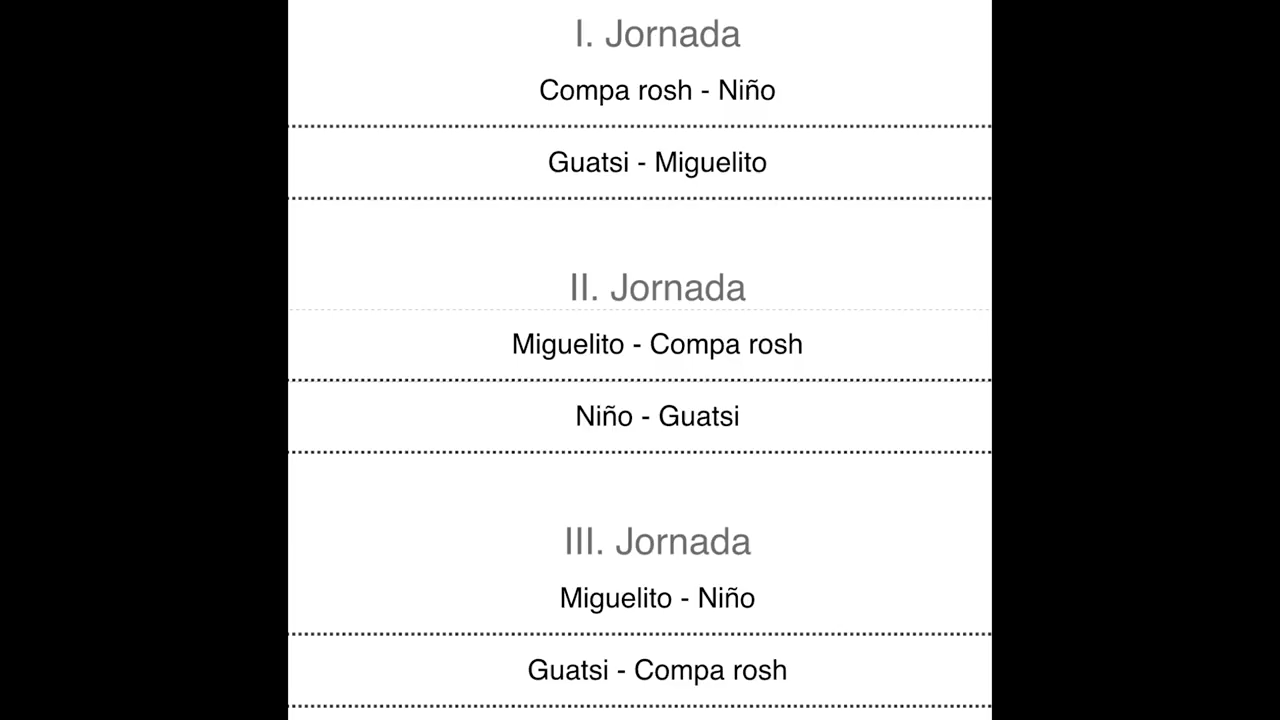 I. Jornada
Compa rosh - Niño
Guatsi - Miguelito
II. Jornada
Miguelito - Compa rosh
Niño - Guatsi
III. Jornada
Miguelito - Niño
Guatsi - Compa rosh